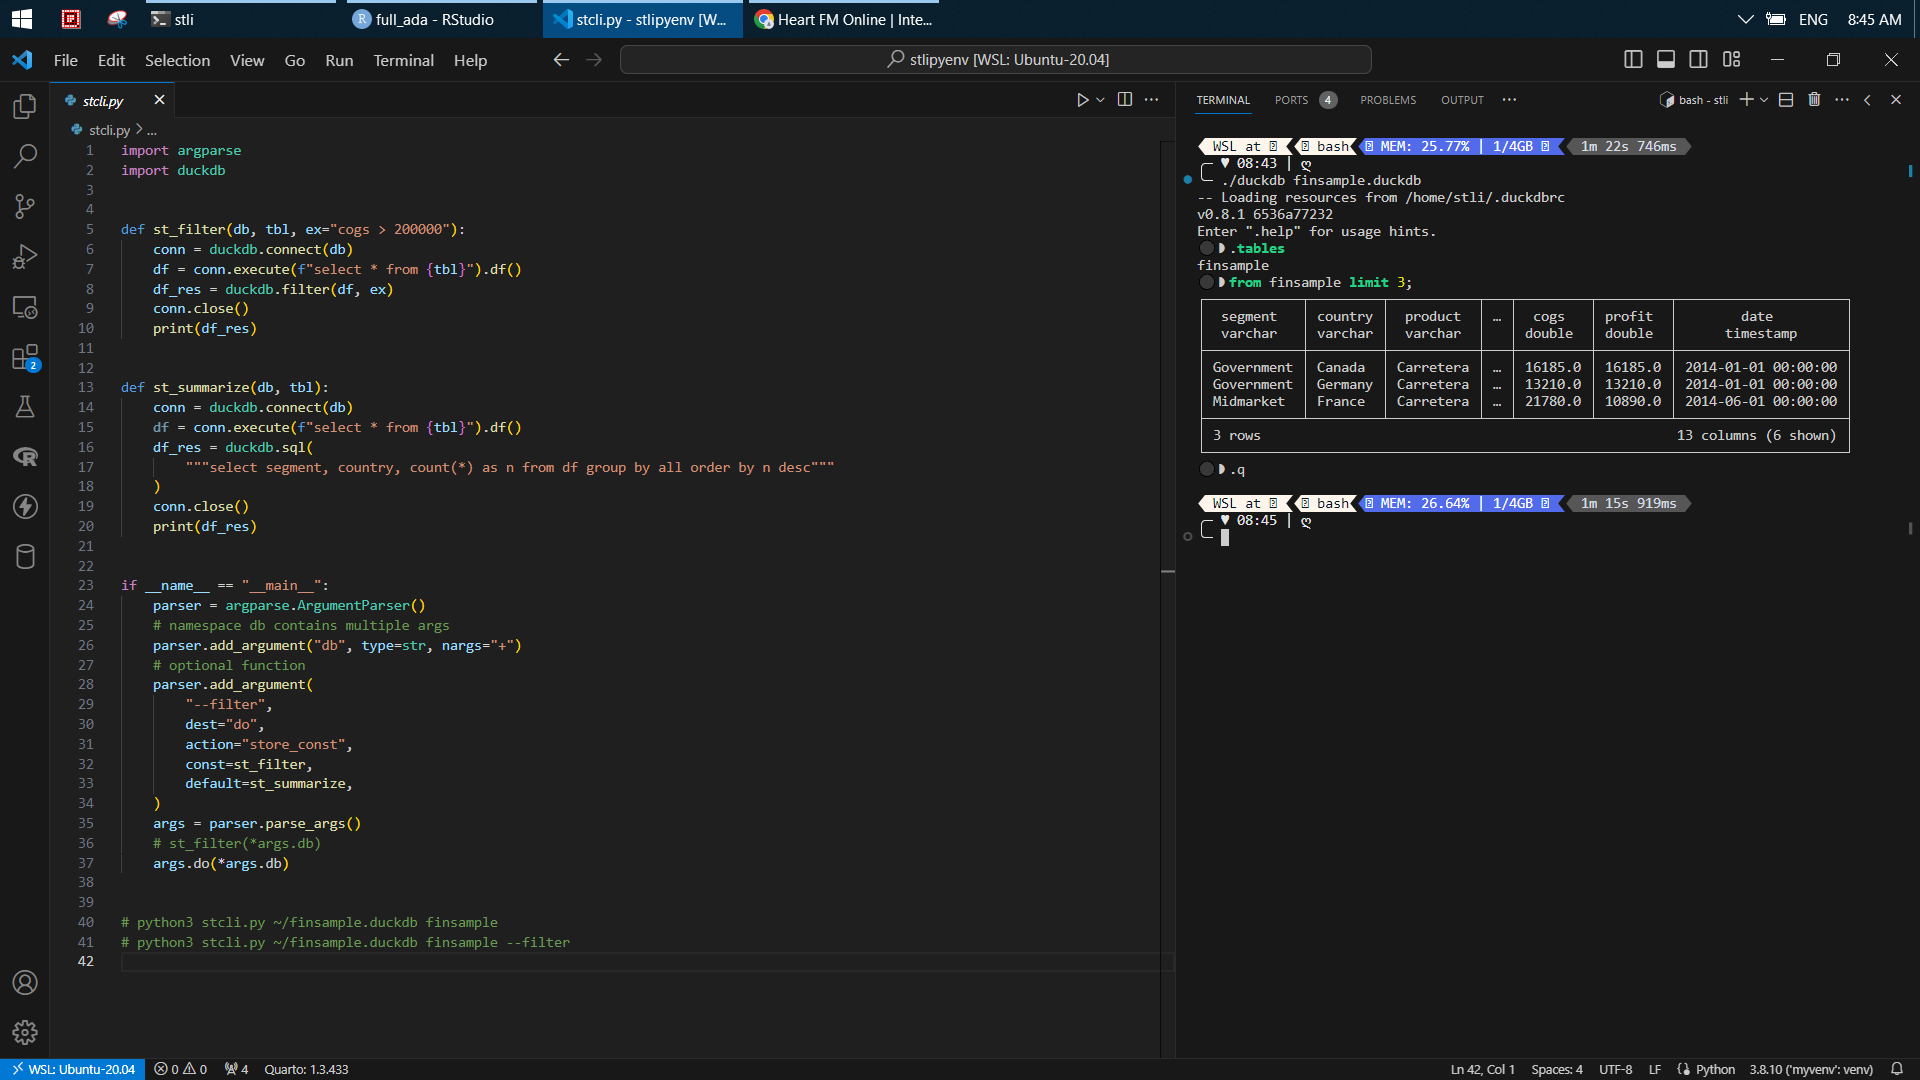 stli
full_ada - RStudio
stcli.py - stlipyenv [W...
Heart FM Online | Inte...
ENG
8:45 AM
File Edit Selection View Go Run Terminal Help
stlipyenv [WSL: Ubuntu-20.04]
stcli.py
stcli.py > ...
1 import argparse
2 import duckdb
3
4
5 def st_filter(db, tbl, ex="cogs > 200000"):
6     conn = duckdb.connect(db)
7     df = conn.execute(f"select * from {tbl}").df()
8     df_res = duckdb.filter(df, ex)
9     conn.close()
10     print(df_res)
11
12
13 def st_summarize(db, tbl):
14     conn = duckdb.connect(db)
15     df = conn.execute(f"select * from {tbl}").df()
16     df_res = duckdb.sql(
17         """select segment, country, count(*) as n from df group by all order by n desc"""
18     )
19     conn.close()
20     print(df_res)
21
22
23 if __name__ == "__main__":
24     parser = argparse.ArgumentParser()
25     # namespace db contains multiple args
26     parser.add_argument("db", type=str, nargs="+")
27     # optional function
28     parser.add_argument(
29         "--filter",
30         dest="do",
31         action="store_const",
32         const=st_filter,
33         default=st_summarize,
34     )
35     args = parser.parse_args()
36     # st_filter(*args.db)
37     args.do(*args.db)
38
39
40 # python3 stcli.py ~/finsample.duckdb finsample
41 # python3 stcli.py ~/finsample.duckdb finsample --filter
42
TERMINAL PORTS 4 PROBLEMS OUTPUT ...
bash - stli
WSL at bash MEM: 25.77% | 1/4GB 1m 22s 746ms
♥ 08:43 | ღ
./duckdb finsample.duckdb
-- Loading resources from /home/stli/.duckdbrc
v0.8.1 6536a77232
Enter ".help" for usage hints.
.tables
finsample
from finsample limit 3;
segment country product … cogs profit date
varchar varchar varchar double double timestamp
Government Canada Carretera … 16185.0 16185.0 2014-01-01 00:00:00
Government Germany Carretera … 13210.0 13210.0 2014-01-01 00:00:00
Midmarket France Carretera … 21780.0 10890.0 2014-06-01 00:00:00
3 rows 13 columns (6 shown)
.q
WSL at bash MEM: 26.64% | 1/4GB 1m 15s 919ms
♥ 08:45 | ღ
2
WSL: Ubuntu-20.04 0 0 4 Quarto: 1.3.433
Ln 42, Col 1 Spaces: 4 UTF-8 LF Python 3.8.10 ('myvenv': venv)